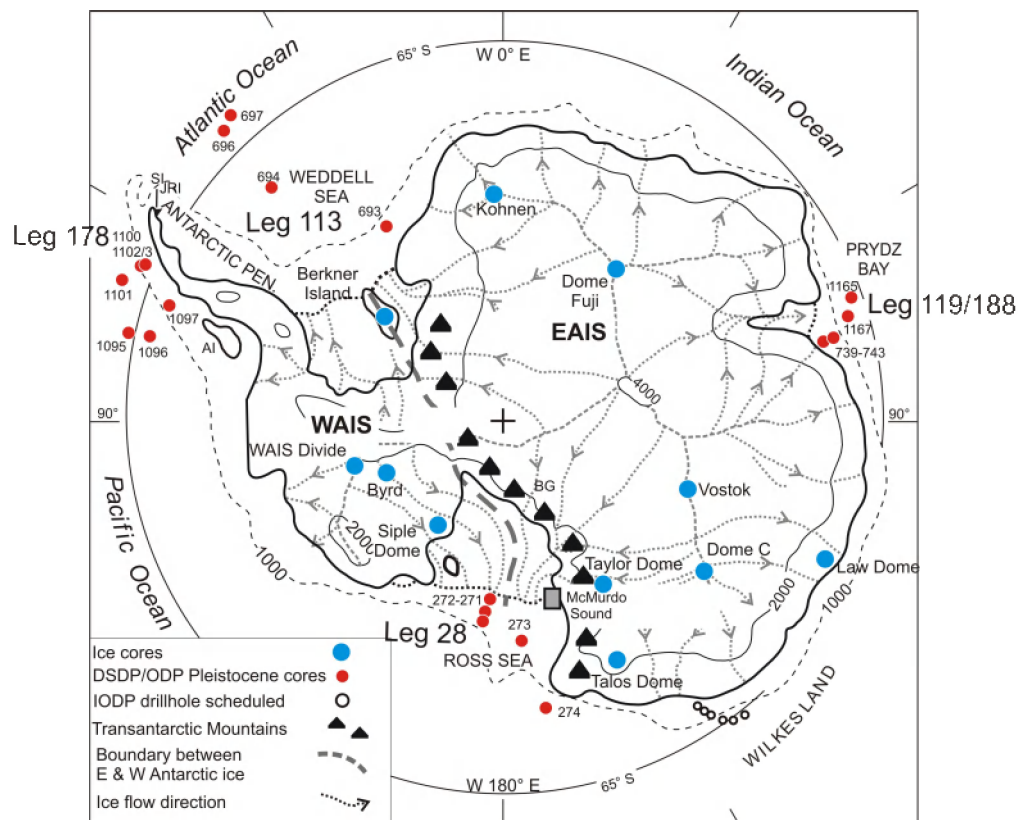 65° S
W 0° E
Atlantic Ocean
Indian Ocean
697
696
694
WEDDELL
SEA
SI
JRI
693
Leg 113
ANTARCTIC PEN.
Leg 178
1100
1102/3
1101
1097
1095
1096
AI
Berkner
Island
Kohnen
Dome
Fuji
EAIS
PRYDZ
BAY
1165
Leg 119/188
1167
739-743
4000
90°
90°
WAIS
WAIS Divide
Byrd
BG
Vostok
Siple
Dome
2000
1000
Pacific Ocean
Taylor Dome
Dome C
Law Dome
McMurdo
Sound
2000
1000
272-271
273
Leg 28
ROSS SEA
Talos Dome
274
WILKES LAND
W 180° E
65° S
Ice cores
DSDP/ODP Pleistocene cores
IODP drillhole scheduled
Transantarctic Mountains
Boundary between
E & W Antarctic ice
Ice flow direction